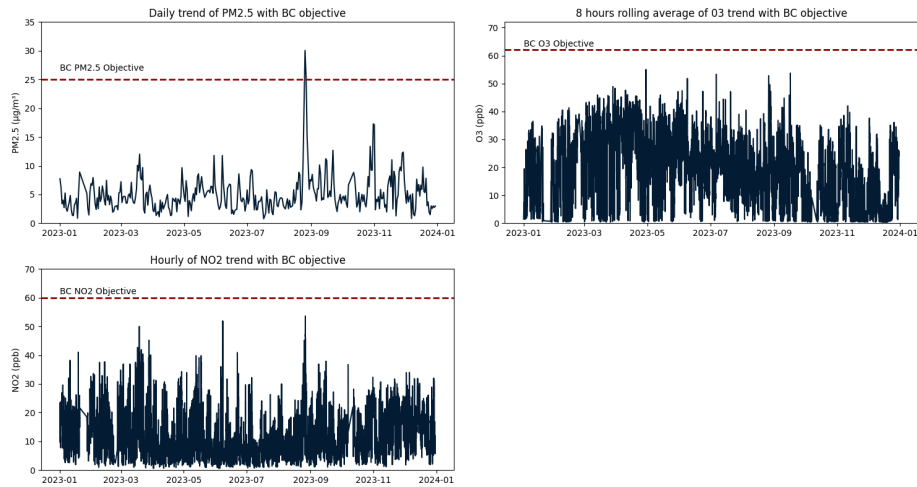 Daily trend of PM2.5 with BC objective
35
30
25
20
15
10
5
0
PM2.5 (µg/m³)
BC PM2.5 Objective
2023-01 2023-03 2023-05 2023-07 2023-09 2023-11 2024-01
8 hours rolling average of 03 trend with BC objective
70
60
50
40
30
20
10
0
O3 (ppb)
BC O3 Objective
2023-01 2023-03 2023-05 2023-07 2023-09 2023-11 2024-01
Hourly of NO2 trend with BC objective
70
60
50
40
30
20
10
0
NO2 (ppb)
BC NO2 Objective
2023-01 2023-03 2023-05 2023-07 2023-09 2023-11 2024-01